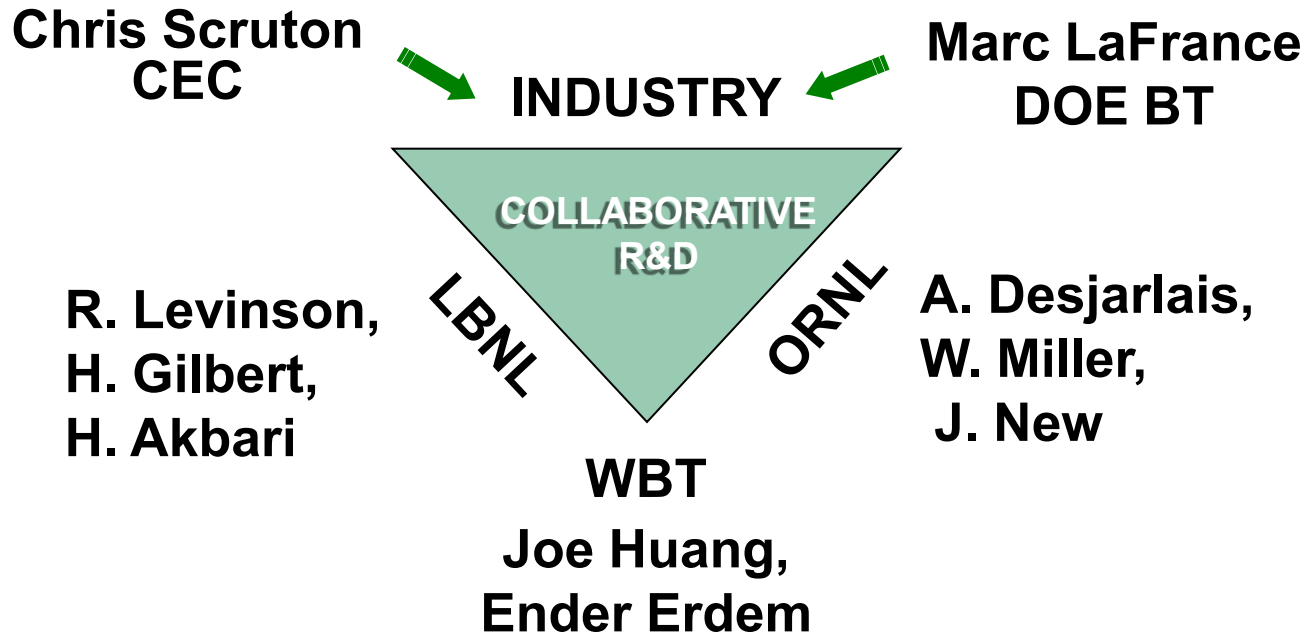 Chris Scruton
CEC
Marc LaFrance
DOE BT
INDUSTRY
COLLABORATIVE
R&D
LBNL
ORNL
R. Levinson,
H. Gilbert,
H. Akbari
A. Desjarlais,
W. Miller,
J. New
WBT
Joe Huang,
Ender Erdem